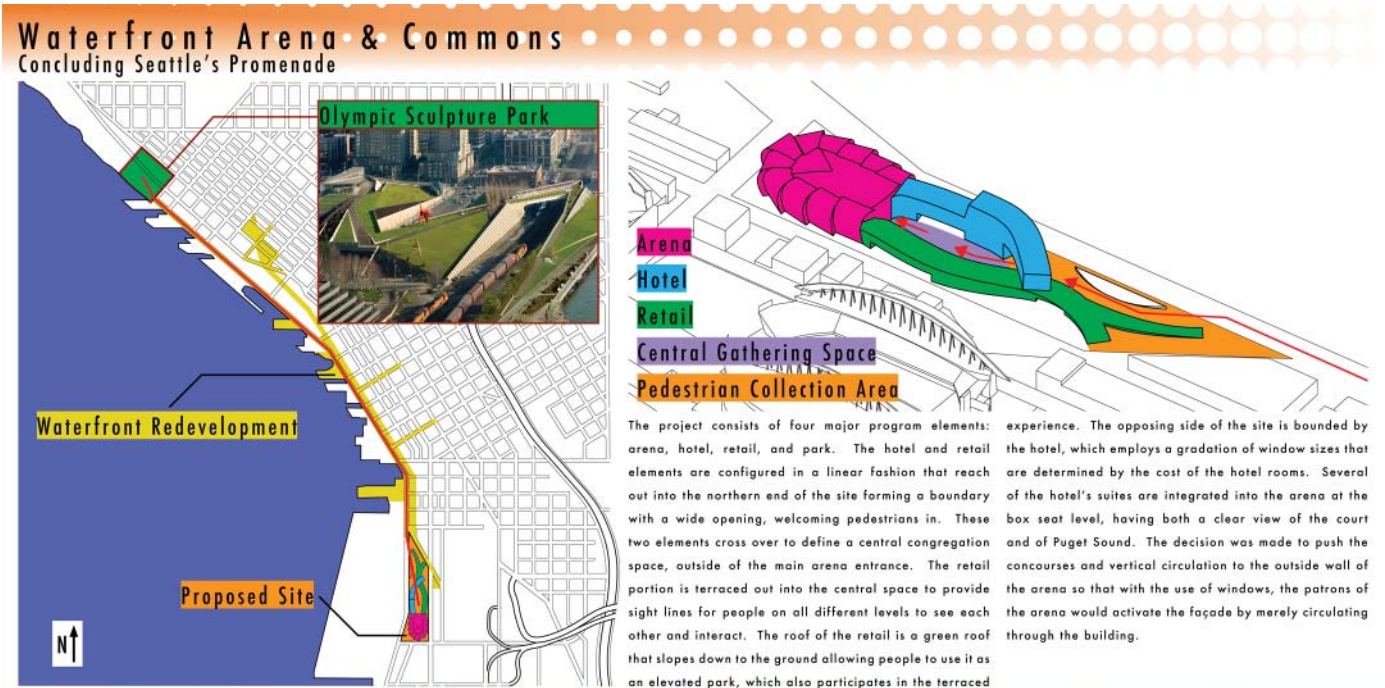 Waterfront Arena & Commons
Concluding Seattle's Promenade
Olympic Sculpture Park
Waterfront Redevelopment
Proposed Site
N
Arena
Hotel
Retail
Central Gathering Space
Pedestrian Collection Area
The project consists of four major program elements:
arena, hotel, retail, and park. The hotel and retail
elements are configured in a linear fashion that reach
out into the northern end of the site forming a boundary
with a wide opening, welcoming pedestrians in. These
two elements cross over to define a central congregation
space, outside of the main arena entrance. The retail
portion is terraced out into the central space to provide
sight lines for people on all different levels to see each
other and interact. The roof of the retail is a green roof
that slopes down to the ground allowing people to use it as
an elevated park, which also participates in the terraced
experience. The opposing side of the site is bounded by
the hotel, which employs a gradation of window sizes that
are determined by the cost of the hotel rooms. Several
of the hotel's suites are integrated into the arena at the
box seat level, having both a clear view of the court
and of Puget Sound. The decision was made to push the
concourses and vertical circulation to the outside wall of
the arena so that with the use of windows, the patrons of
the arena would activate the façade by merely circulating
through the building.